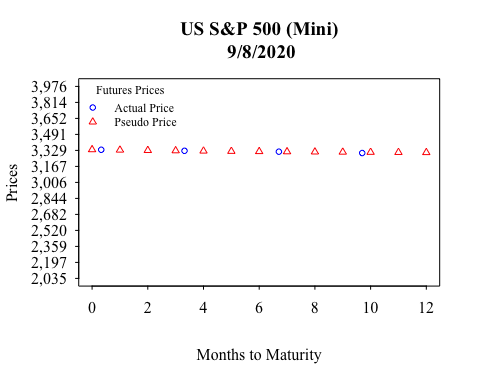 US S&P 500 (Mini)
9/8/2020
Futures Prices
Actual Price
Pseudo Price
Prices
3,976
3,814
3,652
3,491
3,329
3,167
3,006
2,844
2,682
2,520
2,359
2,197
2,035
0 2 4 6 8 10 12
Months to Maturity